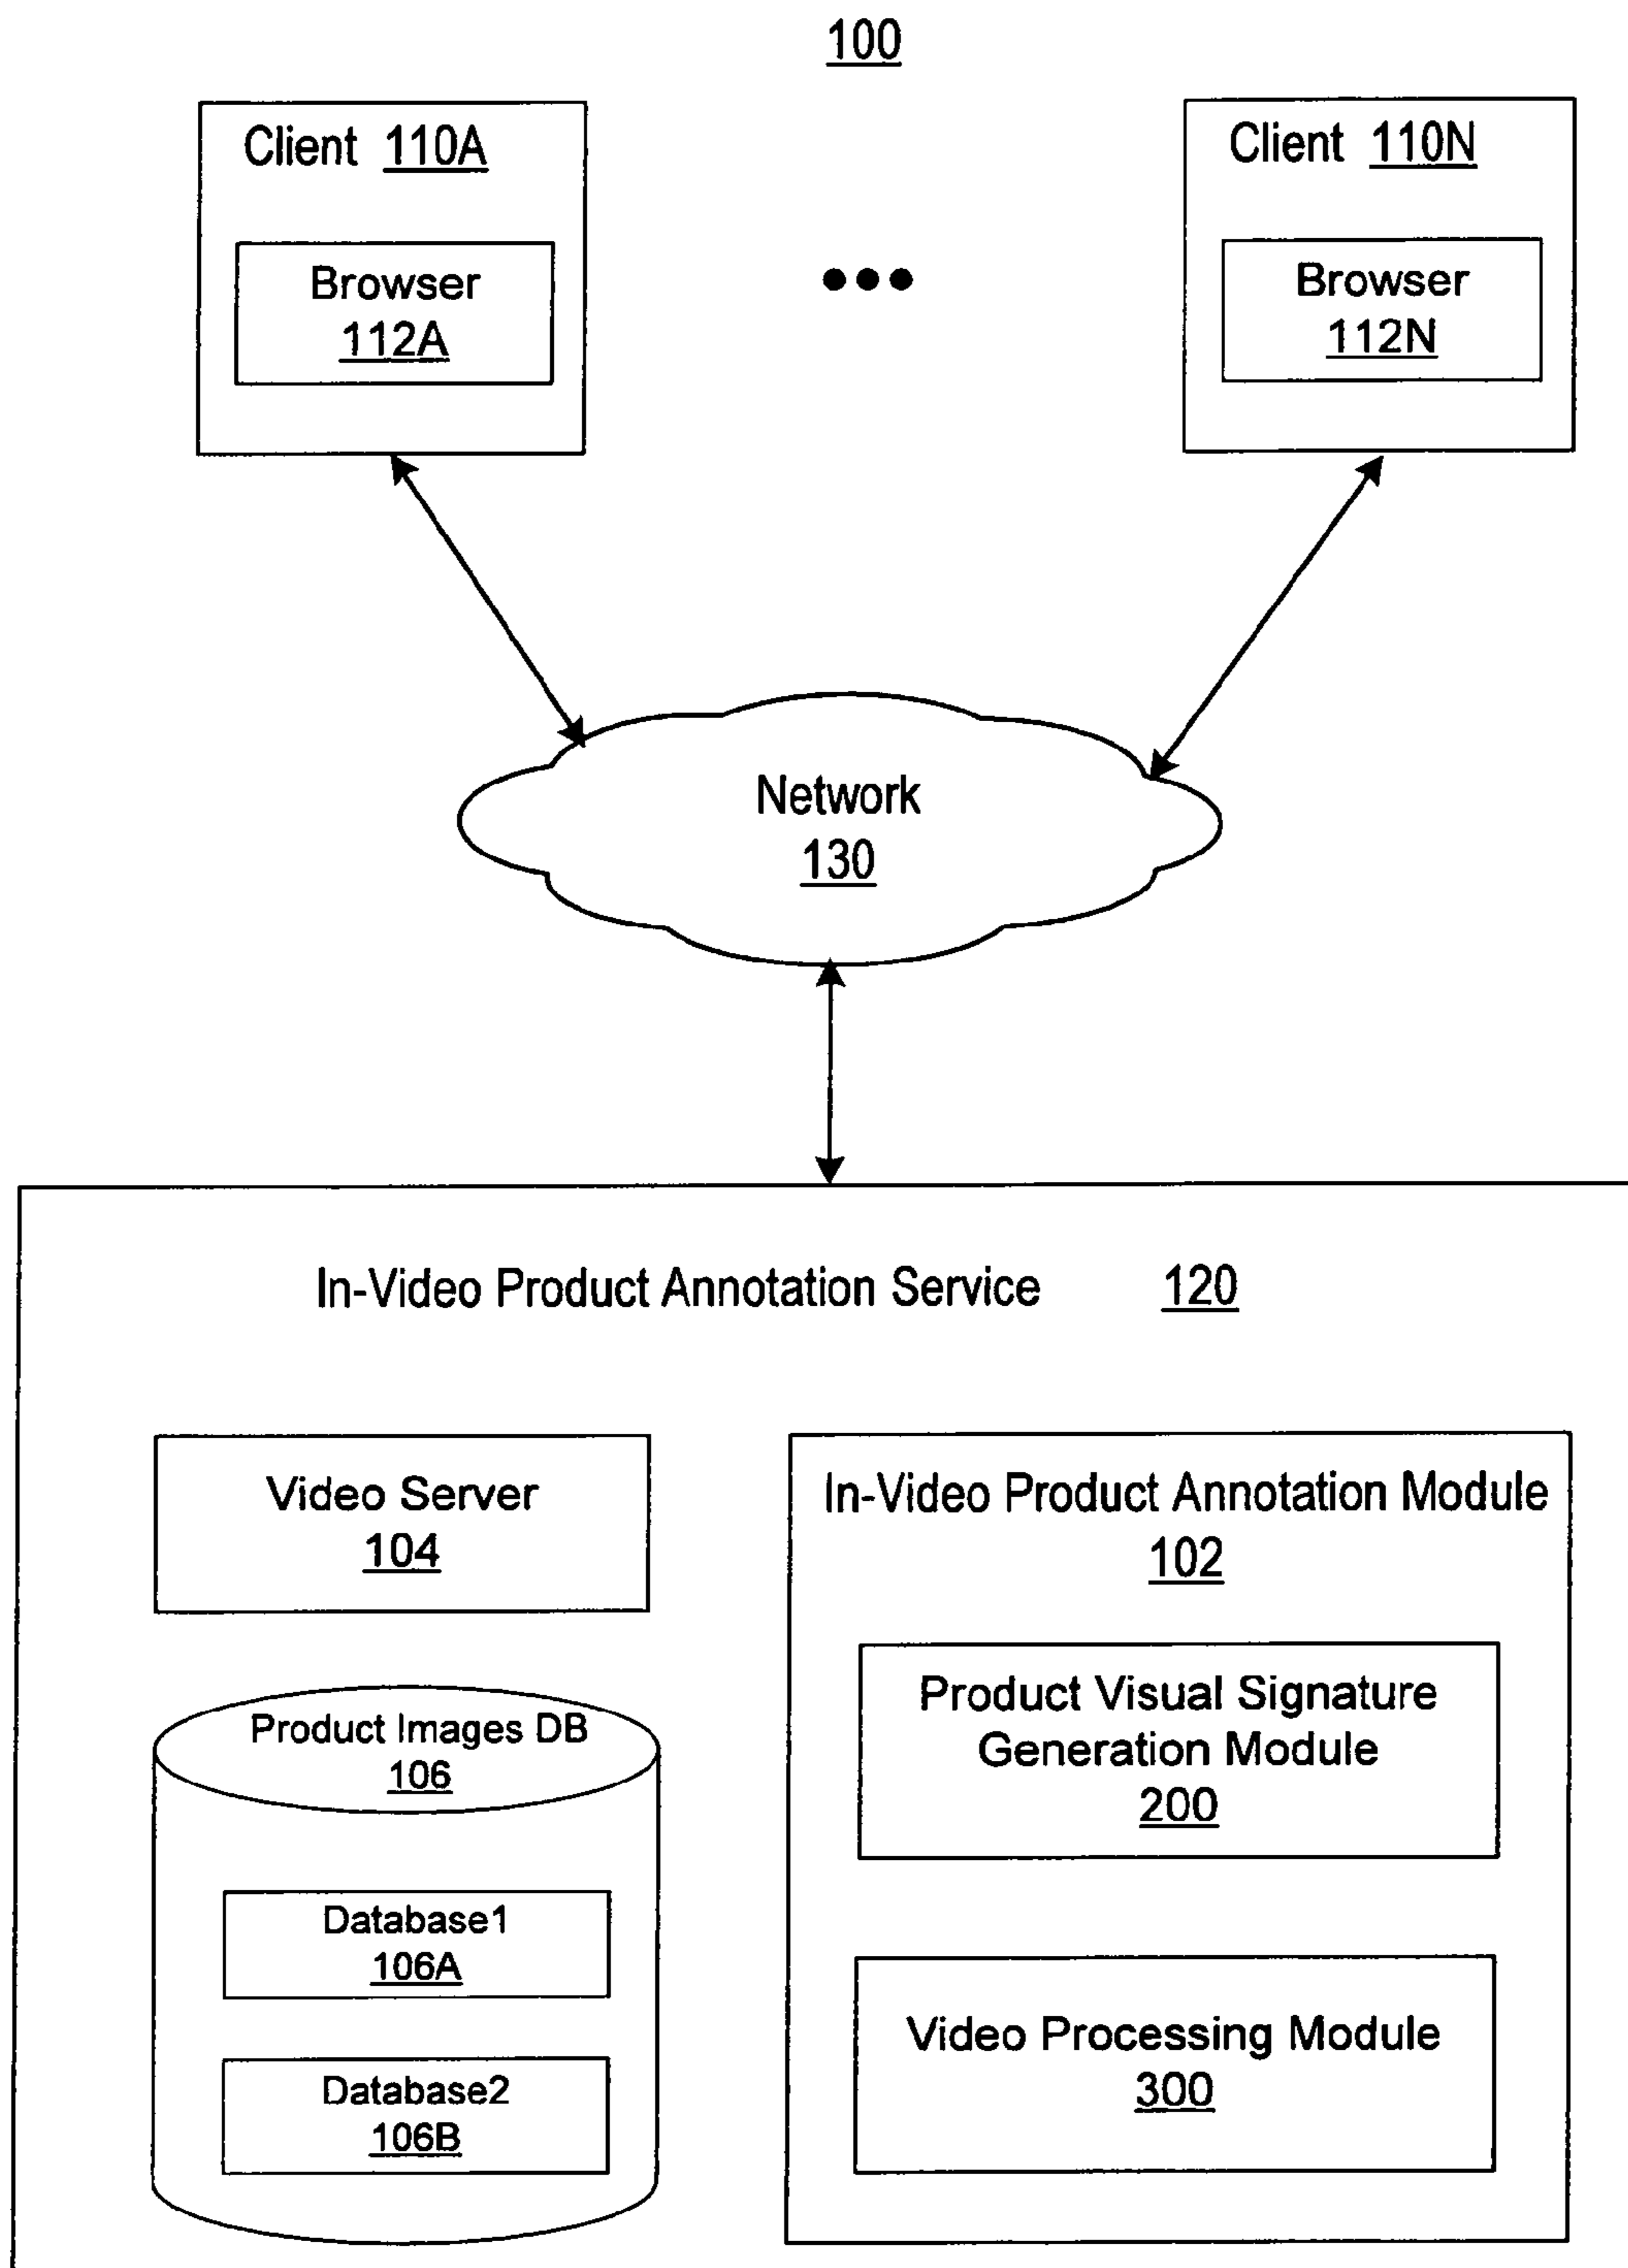 100
Client 110A
Browser
112A
Client 110N
Browser
112N
Network
130
In-Video Product Annotation Service 120
Video Server
104
Product Images DB
106
Database1
106A
Database2
106B
In-Video Product Annotation Module
102
Product Visual Signature
Generation Module
200
Video Processing Module
300